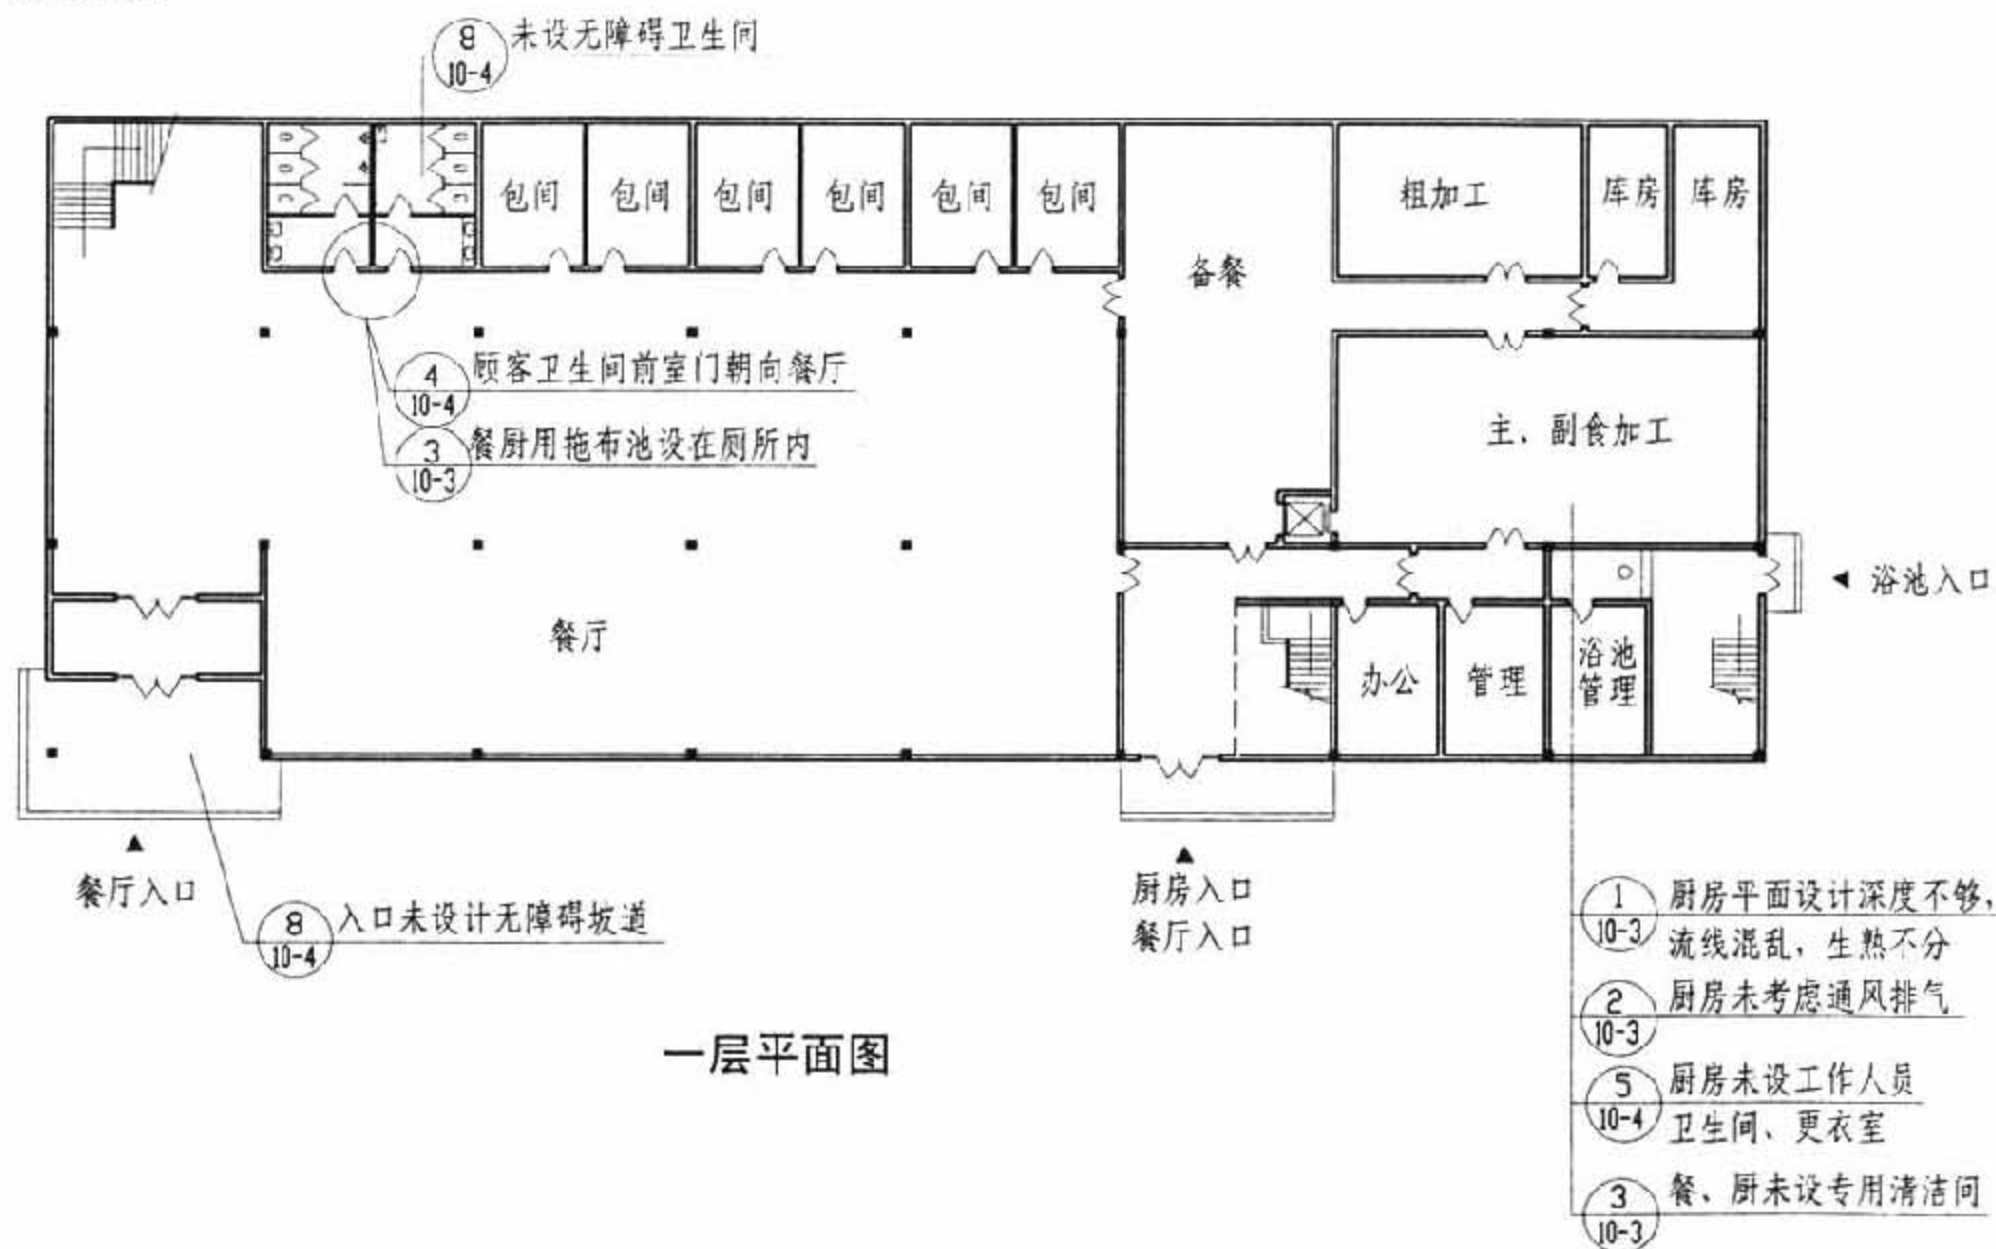 8
10-4
未设无障碍卫生间
包间
包间
包间
包间
包间
包间
备餐
粗加工
库房
库房
4
10-4
顾客卫生间前室门朝向餐厅
3
10-3
餐厨用拖布池设在厕所内
主、副食加工
浴池入口
餐厅
办公
管理
浴池
管理
餐厅入口
8
10-4
入口未设计无障碍坡道
厨房入口
餐厅入口
1
10-3
厨房平面设计深度不够,
流线混乱，生熟不分
2
10-3
厨房未考虑通风排气
5
10-4
厨房未设工作人员
卫生间、更衣室
3
10-3
餐、厨未设专用清洁间
一层平面图